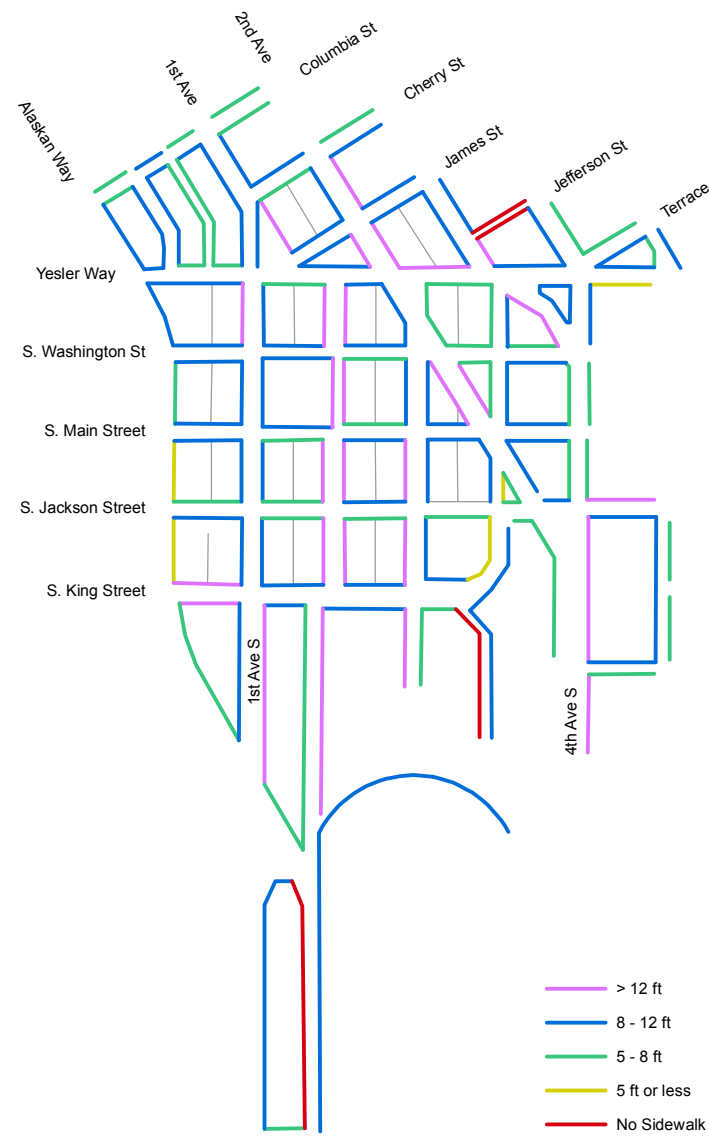 2nd Ave
Columbia St
1st Ave
Cherry St
Alaskan Way
James St
Jefferson St
Terrace
Yesler Way
S. Washington St
S. Main Street
S. Jackson Street
S. King Street
1st Ave S
4th Ave S
> 12 ft
8 - 12 ft
5 - 8 ft
5 ft or less
No Sidewalk